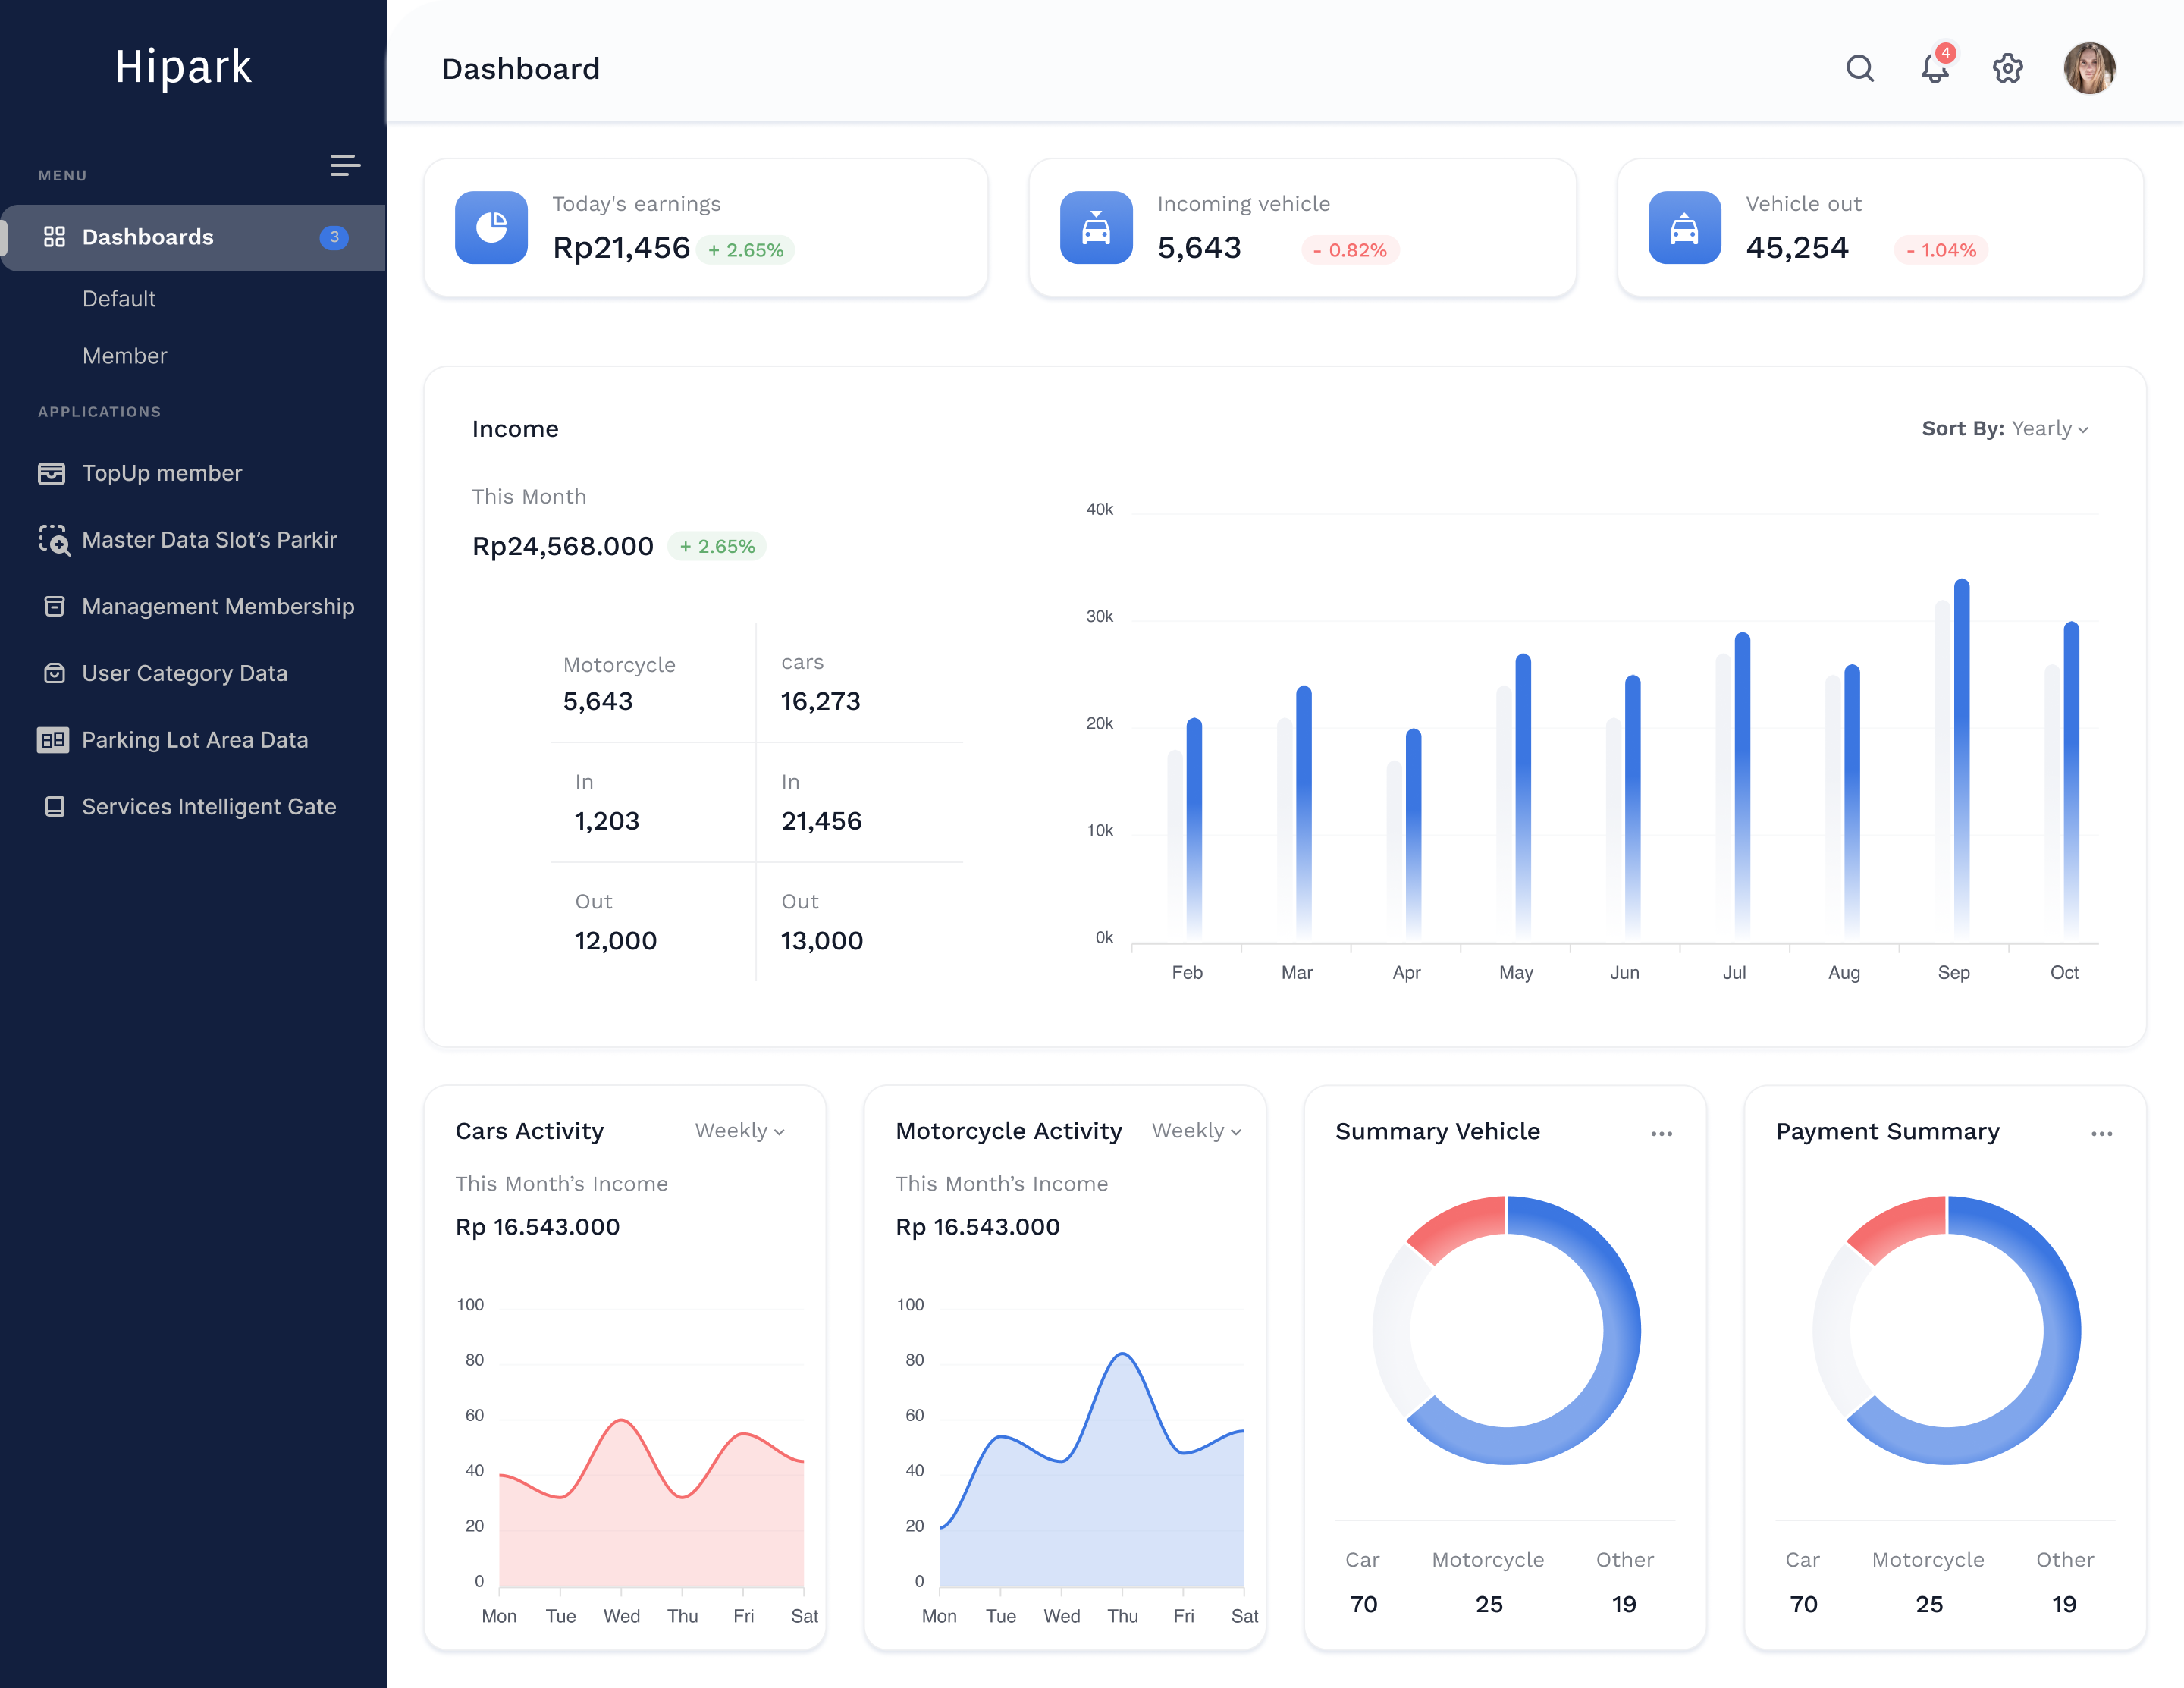 Hipark
MENU
Dashboards 3
Default
Member
APPLICATIONS
TopUp member
Master Data Slot’s Parkir
Management Membership
User Category Data
Parking Lot Area Data
Services Intelligent Gate
Dashboard
4
Today's earnings
Rp21,456 + 2.65%
Incoming vehicle
5,643 - 0.82%
Vehicle out
45,254 - 1.04%
Income
Sort By: Yearly
This Month
Rp24,568.000 + 2.65%
Motorcycle
5,643
cars
16,273
In
1,203
In
21,456
Out
12,000
Out
13,000
40k
30k
20k
10k
0k
Feb Mar Apr May Jun Jul Aug Sep Oct
Cars Activity Weekly
This Month’s Income
Rp 16.543.000
100
80
60
40
20
0
Mon Tue Wed Thu Fri Sat
Motorcycle Activity Weekly
This Month’s Income
Rp 16.543.000
100
80
60
40
20
0
Mon Tue Wed Thu Fri Sat
Summary Vehicle
Car Motorcycle Other
70 25 19
Payment Summary
Car Motorcycle Other
70 25 19